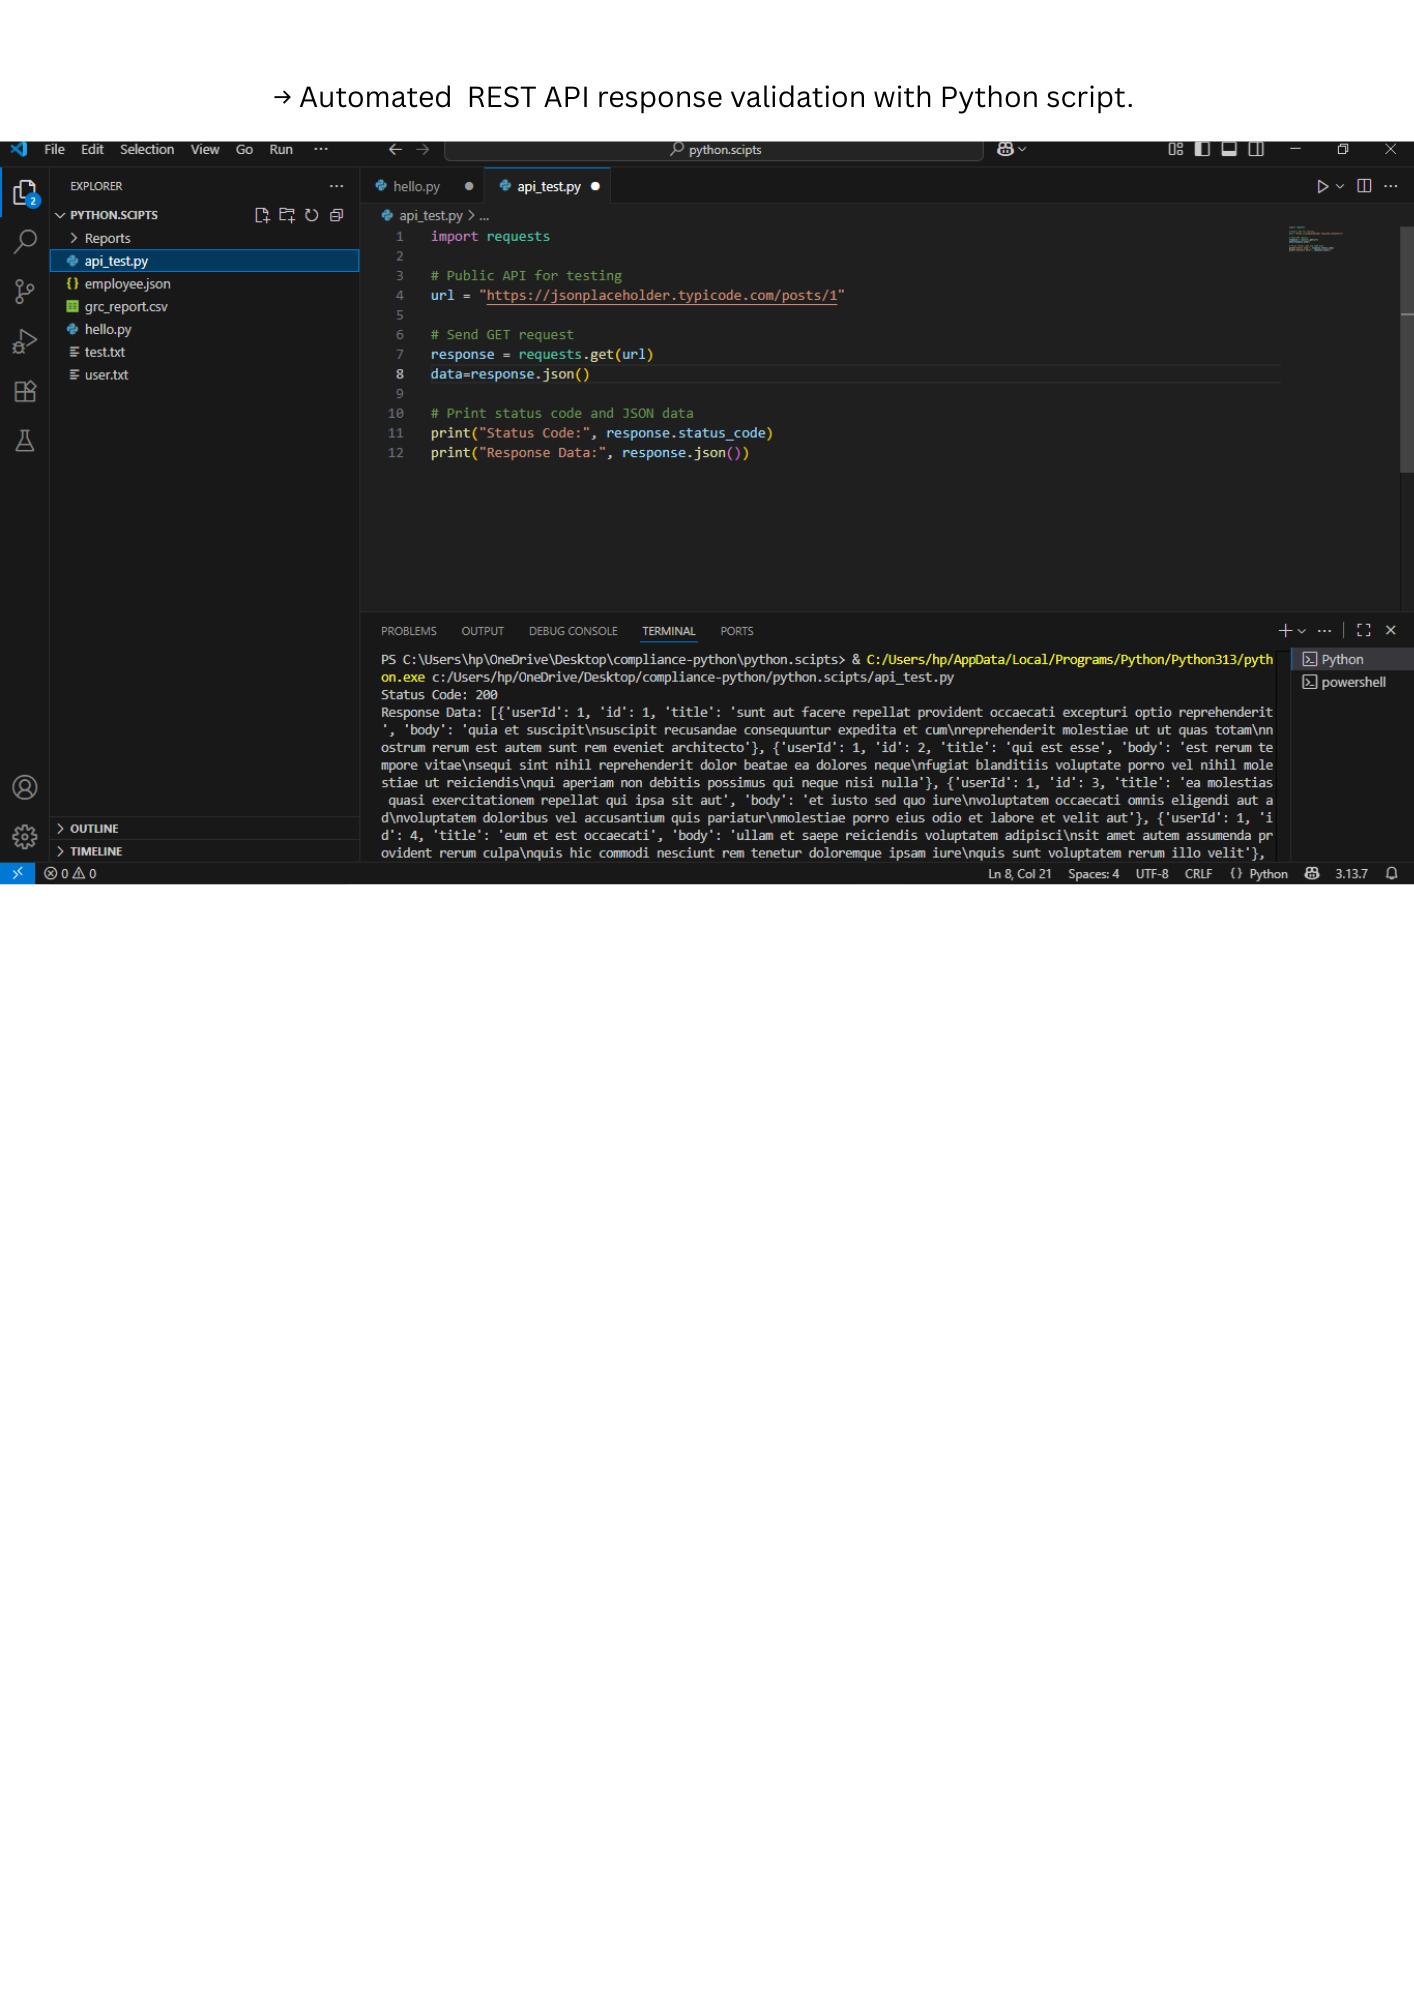 → Automated  REST API response validation with Python script.
File Edit Selection View Go Run ··· python.scipts
EXPLORER ···
PYTHON.SCIPTS
Reports
api_test.py
employee.json
grc_report.csv
hello.py
test.txt
user.txt
OUTLINE
TIMELINE
2
hello.py api_test.py
api_test.py > ...
1 import requests
2
3 # Public API for testing
4 url = "https://jsonplaceholder.typicode.com/posts/1"
5
6 # Send GET request
7 response = requests.get(url)
8 data=response.json()
9
10 # Print status code and JSON data
11 print("Status Code:", response.status_code)
12 print("Response Data:", response.json())
PROBLEMS OUTPUT DEBUG CONSOLE TERMINAL PORTS
PS C:\Users\hp\OneDrive\Desktop\compliance-python\python.scipts> & C:/Users/hp/AppData/Local/Programs/Python/Python313/pyth
on.exe c:/Users/hp/OneDrive/Desktop/compliance-python/python.scipts/api_test.py
Status Code: 200
Response Data: [{'userId': 1, 'id': 1, 'title': 'sunt aut facere repellat provident occaecati excepturi optio reprehenderit
', 'body': 'quia et suscipit\nsuscipit recusandae consequuntur expedita et cum\nreprehenderit molestiae ut ut quas totam\nn
ostrum rerum est autem sunt rem eveniet architecto'}, {'userId': 1, 'id': 2, 'title': 'qui est esse', 'body': 'est rerum te
mpore vitae\nsequi sint nihil reprehenderit dolor beatae ea dolores neque\nfugiat blanditiis voluptate porro vel nihil mole
stiae ut reiciendis\nqui aperiam non debitis possimus qui neque nisi nulla'}, {'userId': 1, 'id': 3, 'title': 'ea molestias
 quasi exercitationem repellat qui ipsa sit aut', 'body': 'et iusto sed quo iure\nvoluptatem occaecati omnis eligendi aut a
d\nvoluptatem doloribus vel accusantium quis pariatur\nmolestiae porro eius odio et labore et velit aut'}, {'userId': 1, 'i
d': 4, 'title': 'eum et est occaecati', 'body': 'ullam et saepe reiciendis voluptatem adipisci\nsit amet autem assumenda pr
ovident rerum culpa\nquis hic commodi nesciunt rem tenetur doloremque ipsam iure\nquis sunt voluptatem rerum illo velit'},
Python
powershell
0 0 Ln 8, Col 21 Spaces: 4 UTF-8 CRLF {} Python 3.13.7